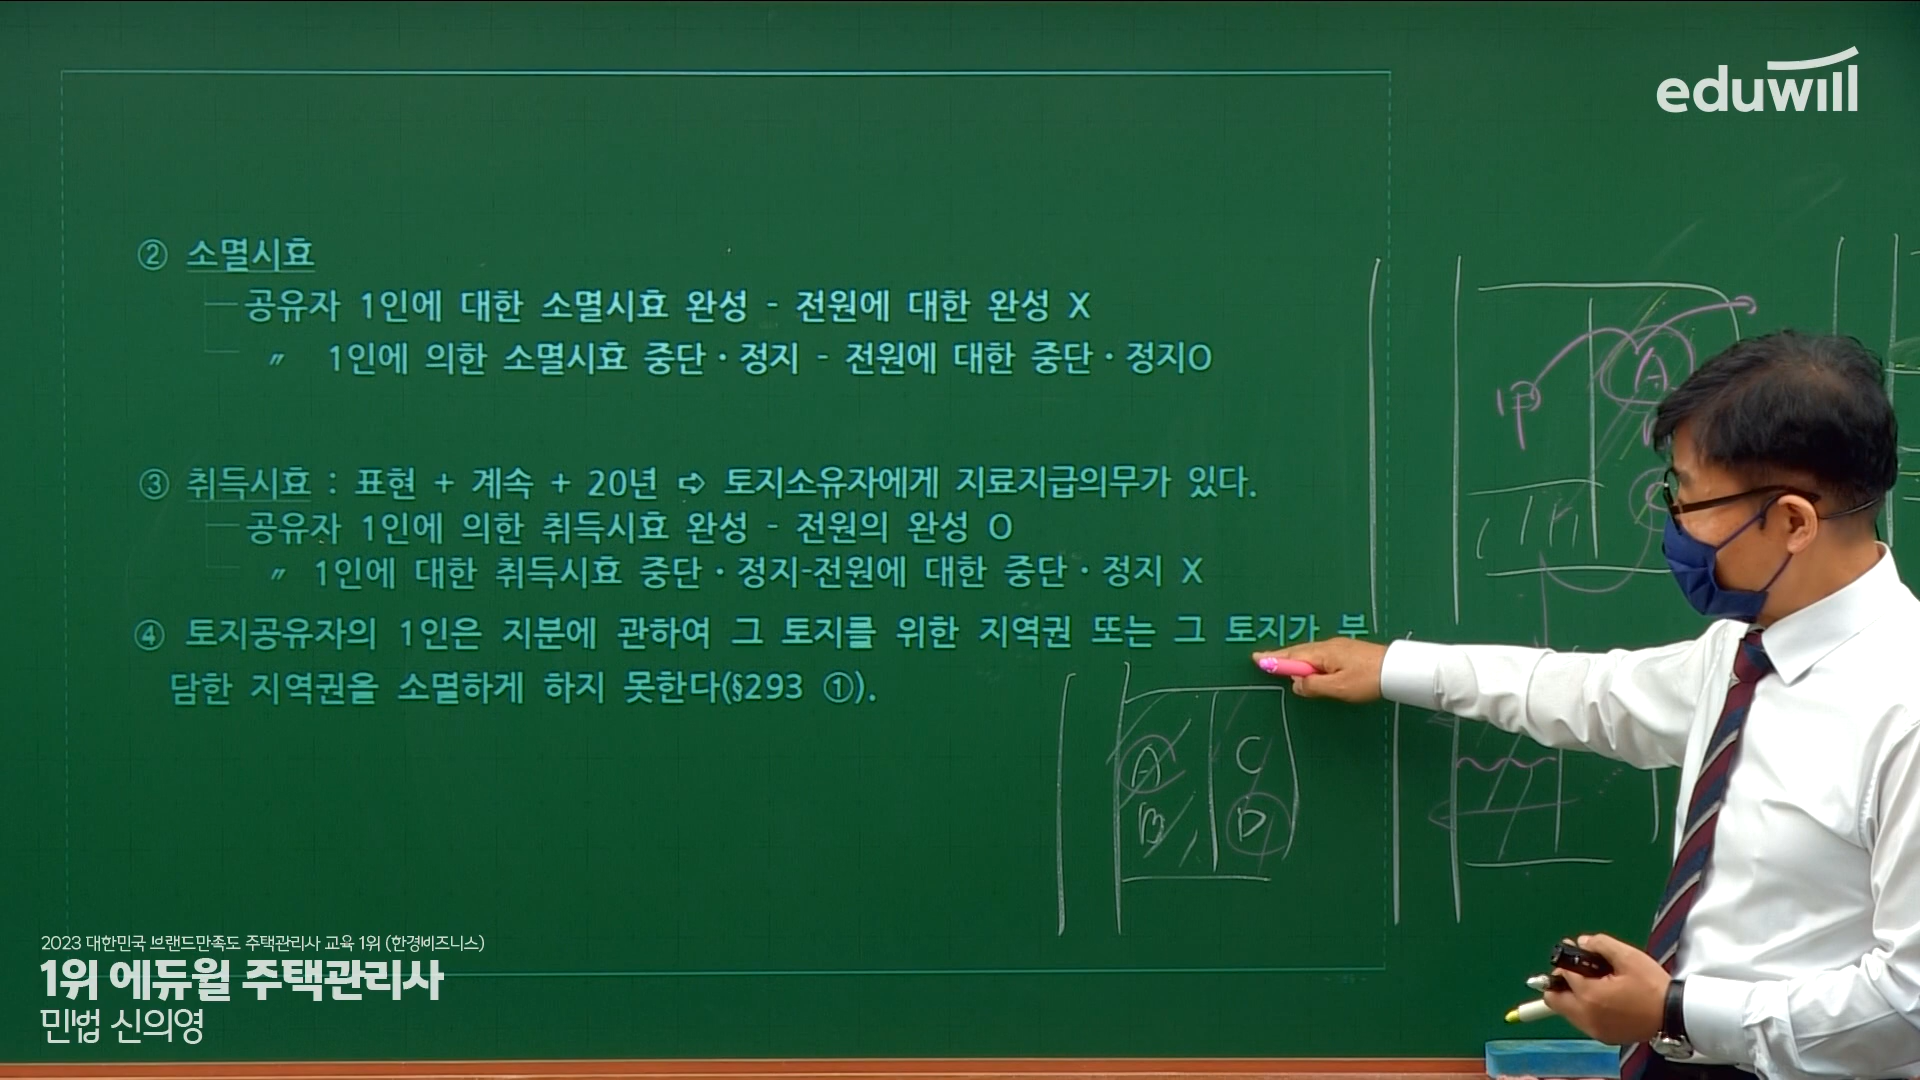 eduwill
② 소멸시효
공유자 1인에 대한 소멸시효 완성 - 전원에 대한 완성 X
〃 1인에 의한 소멸시효 중단·정지 - 전원에 대한 중단·정지O
③ 취득시효 : 표현 + 계속 + 20년 ⇨ 토지소유자에게 지료지급의무가 있다.
공유자 1인에 의한 취득시효 완성 - 전원의 완성 O
〃 1인에 대한 취득시효 중단·정지-전원에 대한 중단·정지 X
④ 토지공유자의 1인은 지분에 관하여 그 토지를 위한 지역권 또는 그 토지가 부
담한 지역권을 소멸하게 하지 못한다(§293 ①).
甲 A
A C
B D
2023 대한민국 브랜드만족도 주택관리사 교육 1위 (한경비즈니스)
1위 에듀윌 주택관리사
민법 신의영